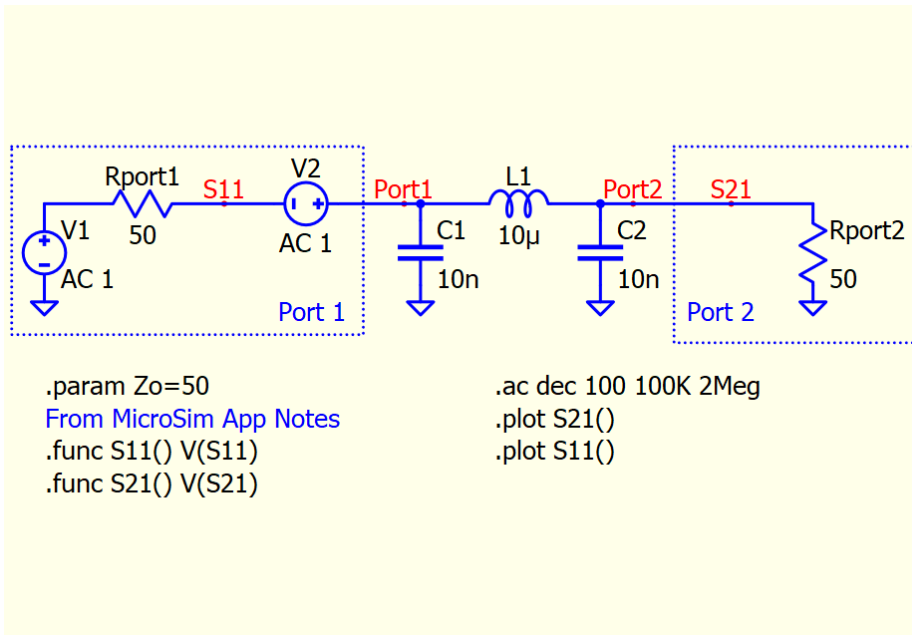 Rport1
S11
V2
Port1
L1
Port2
S21
V1
50
AC 1
C1
10µ
C2
Rport2
AC 1
10n
10n
50
Port 1
Port 2
.param Zo=50
From MicroSim App Notes
.func S11() V(S11)
.func S21() V(S21)
.ac dec 100 100K 2Meg
.plot S21()
.plot S11()